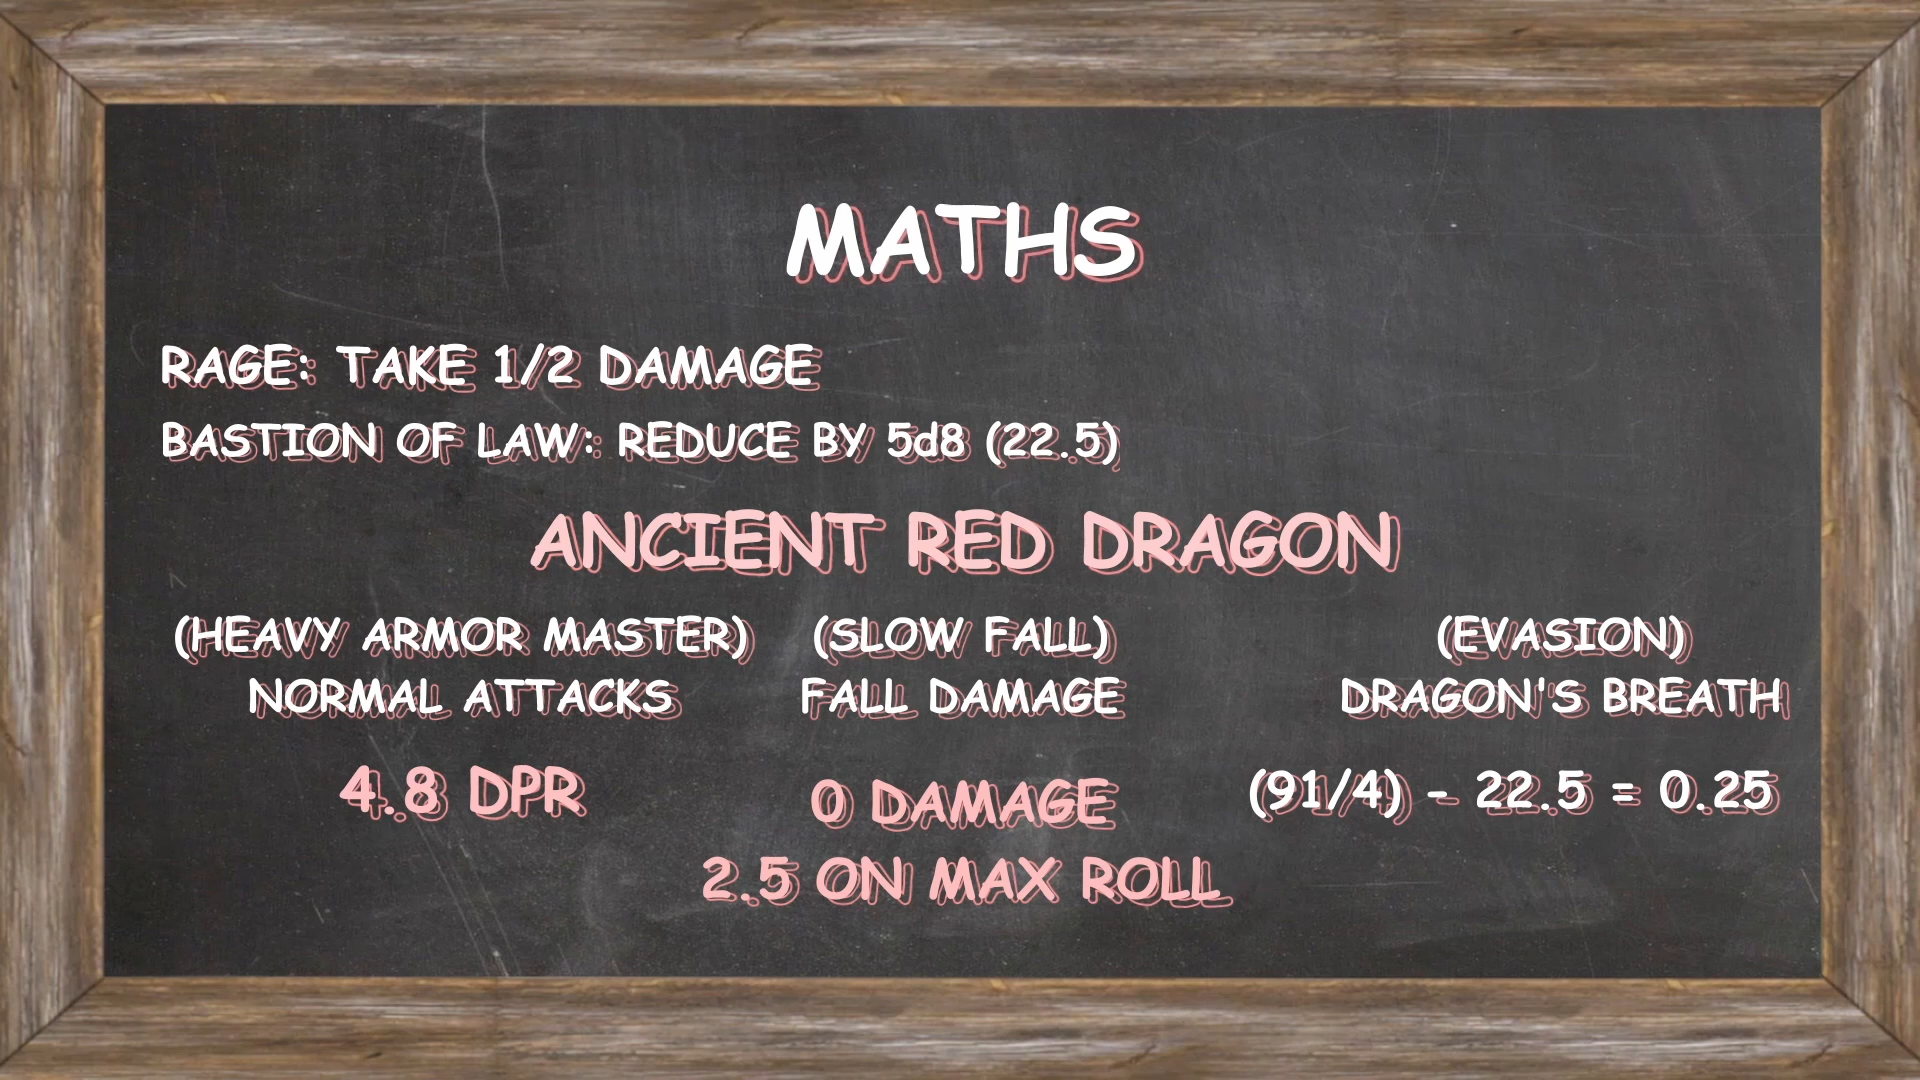 MATHS
RAGE: TAKE 1/2 DAMAGE
BASTION OF LAW: REDUCE BY 5d8 (22.5)
ANCIENT RED DRAGON
(HEAVY ARMOR MASTER)
NORMAL ATTACKS
4.8 DPR
(SLOW FALL)
FALL DAMAGE
0 DAMAGE
2.5 ON MAX ROLL
(EVASION)
DRAGON'S BREATH
(91/4) - 22.5 = 0.25